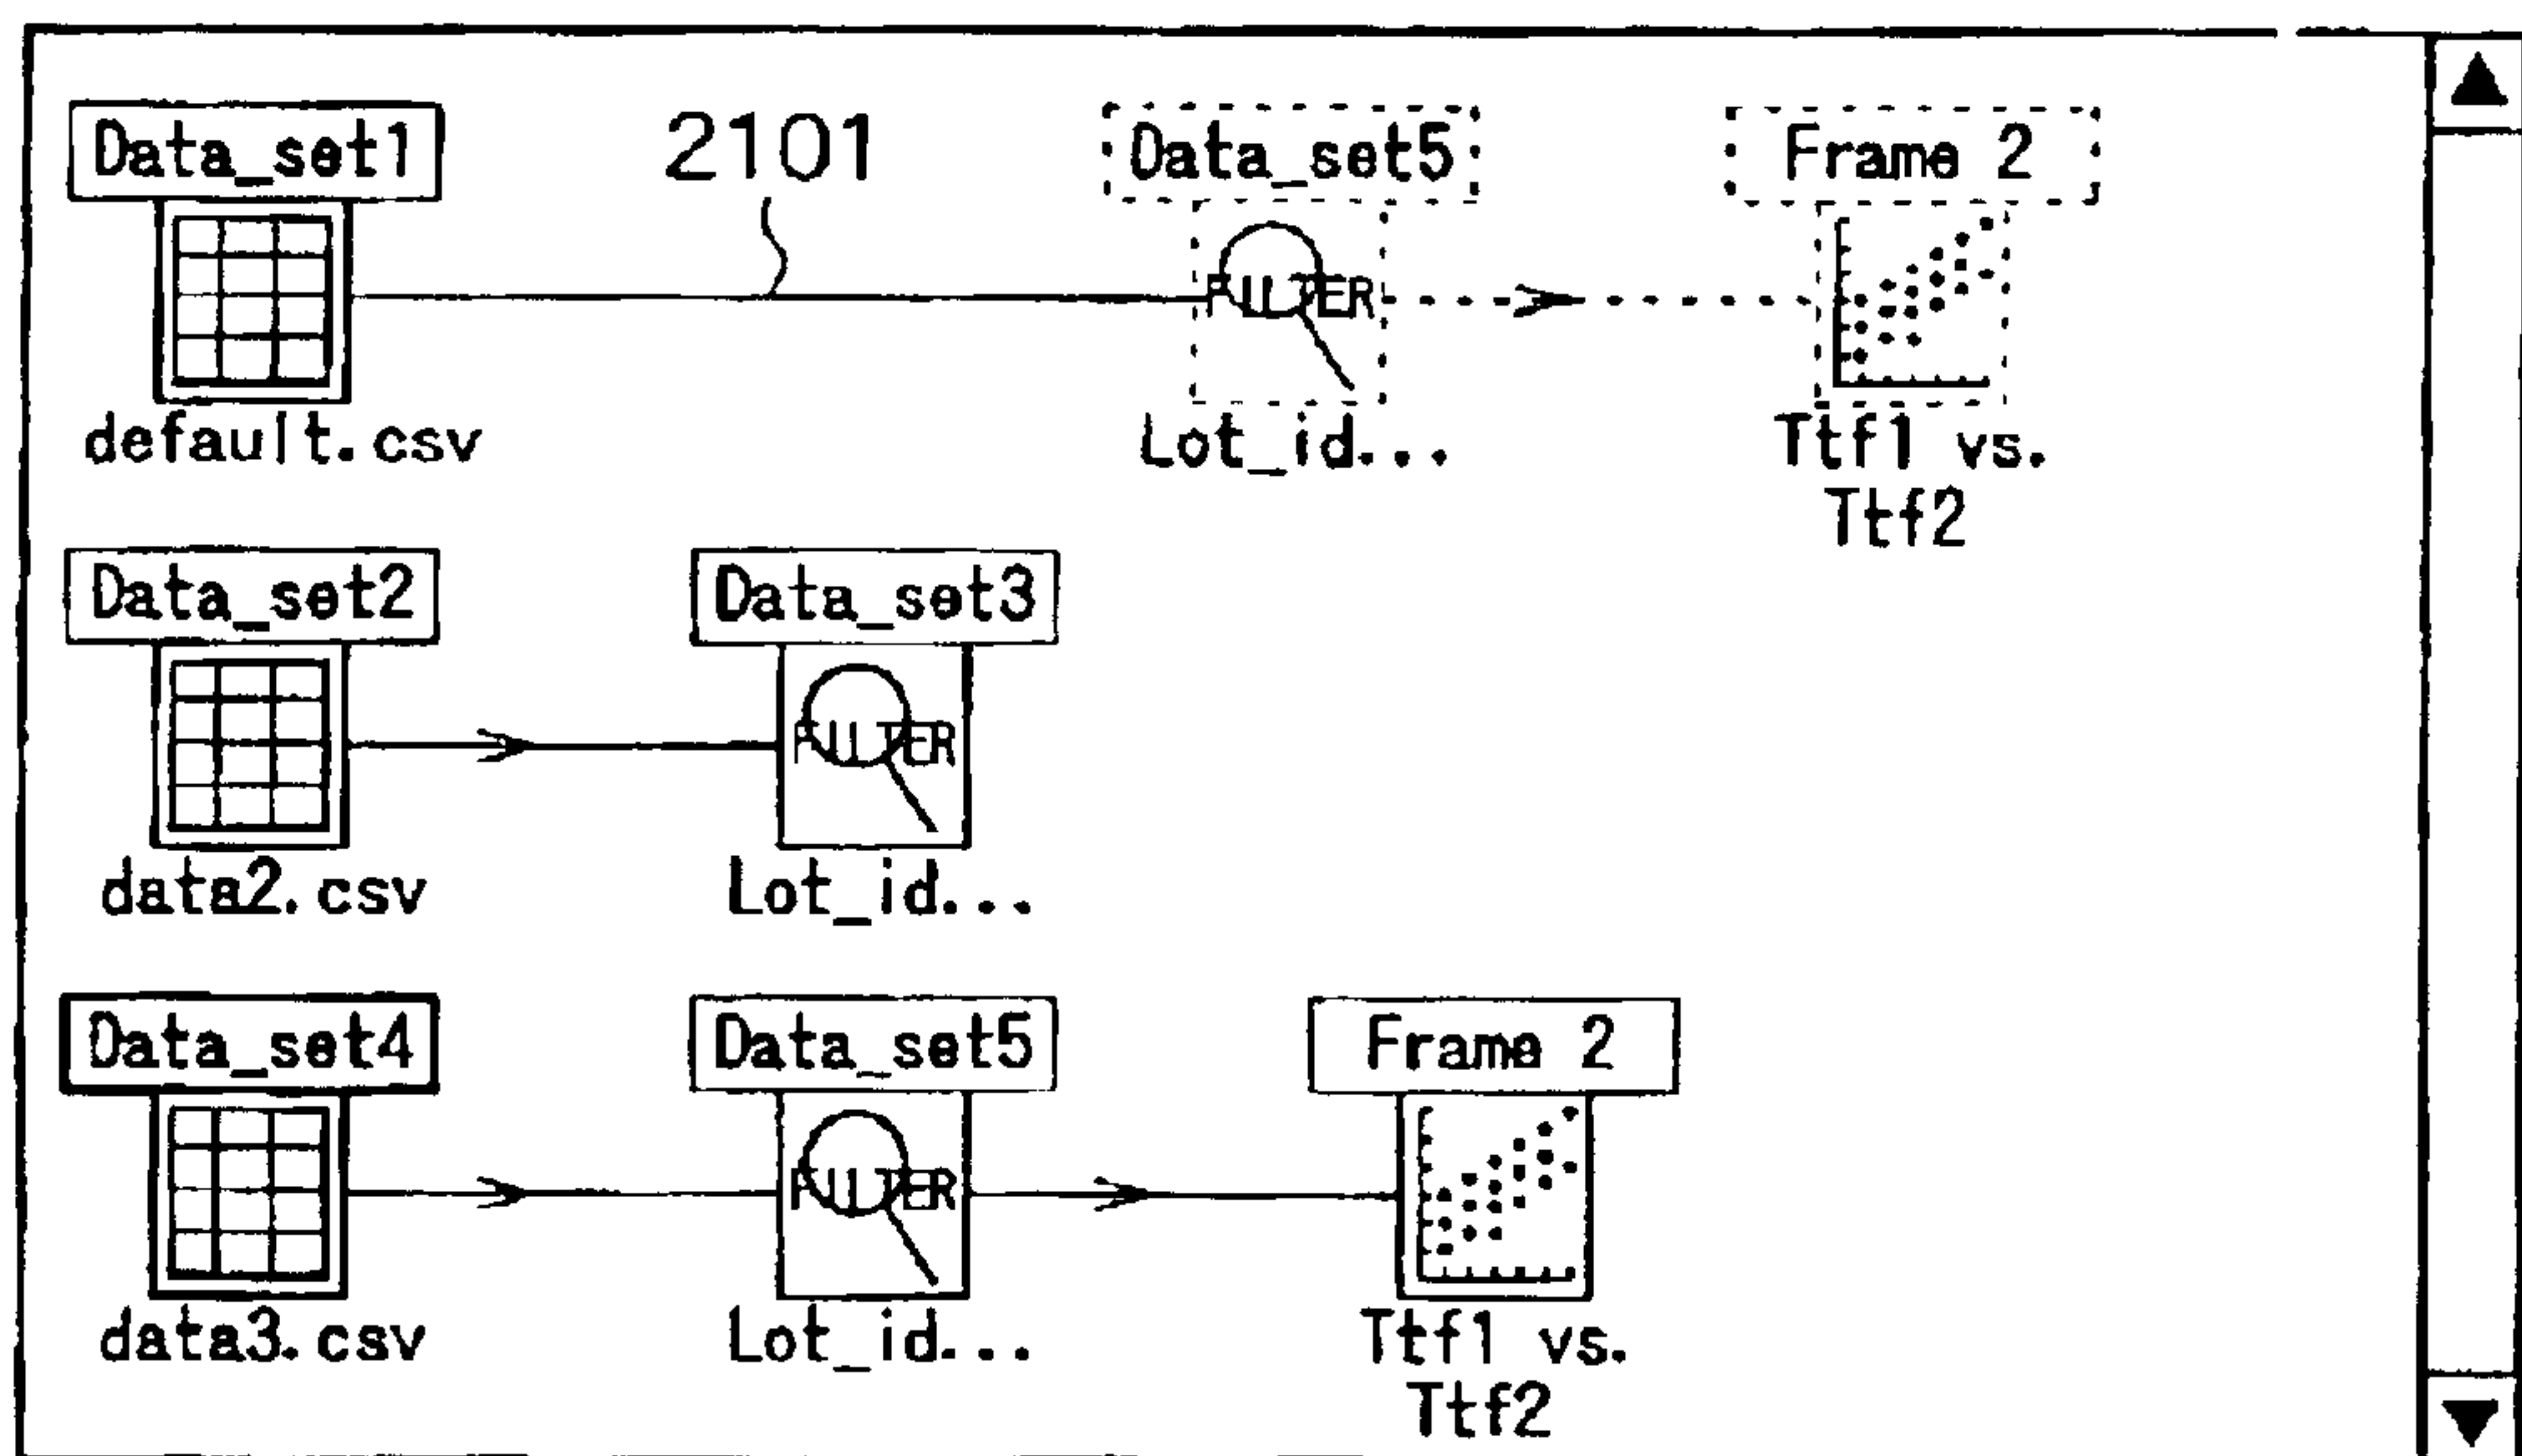 Data_set1
2101
Data_set5
Frame 2
FILTER
default.csv
Lot_id...
Ttf1 vs.
Ttf2
Data_set2
Data_set3
FILTER
data2.csv
Lot_id...
Data_set4
Data_set5
Frame 2
FILTER
data3.csv
Lot_id...
Ttf1 vs.
Ttf2